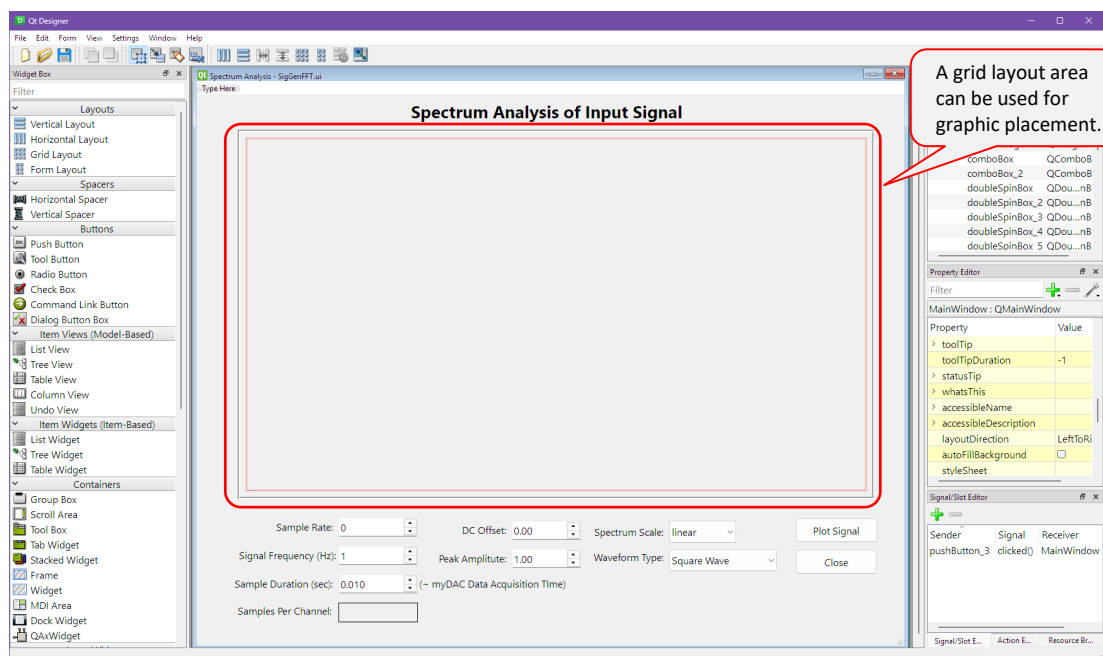 Qt Designer
File Edit Form View Settings Window Help
Widget Box
Filter
Layouts
Vertical Layout
Horizontal Layout
Grid Layout
Form Layout
Spacers
Horizontal Spacer
Vertical Spacer
Buttons
Push Button
Tool Button
Radio Button
Check Box
Command Link Button
Dialog Button Box
Item Views (Model-Based)
List View
Tree View
Table View
Column View
Undo View
Item Widgets (Item-Based)
List Widget
Tree Widget
Table Widget
Containers
Group Box
Scroll Area
Tool Box
Tab Widget
Stacked Widget
Frame
Widget
MDI Area
Dock Widget
QAxWidget
Spectrum Analysis - SigGenFFT.ui
Type Here
Spectrum Analysis of Input Signal
Sample Rate: 0
DC Offset: 0.00
Spectrum Scale: linear
Plot Signal
Signal Frequency (Hz): 1
Peak Amplitute: 1.00
Waveform Type: Square Wave
Close
Sample Duration (sec): 0.010 (~ myDAC Data Acquisition TIme)
Samples Per Channel:
A grid layout area
can be used for
graphic placement.
comboBox QComboB
comboBox_2 QComboB
doubleSpinBox QDou...nB
doubleSpinBox_2 QDou...nB
doubleSpinBox_3 QDou...nB
doubleSpinBox_4 QDou...nB
doubleSpinBox 5 QDou...nB
Property Editor
Filter
MainWindow : QMainWindow
Property Value
toolTip
toolTipDuration -1
statusTip
whatsThis
accessibleName
accessibleDescription
layoutDirection LeftToRi
autoFillBackground
styleSheet
Signal/Slot Editor
Sender Signal Receiver
pushButton_3 clicked() MainWindow
Signal/Slot E... Action E... Resource Br...